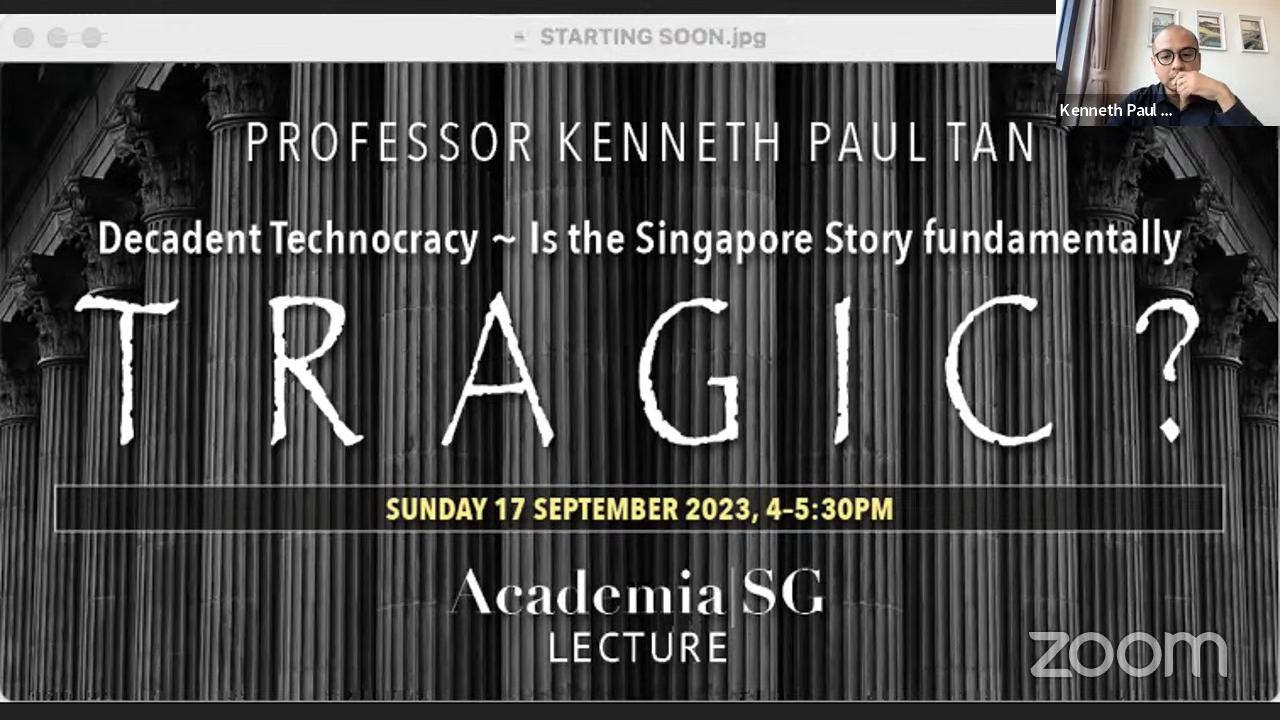 STARTING SOON.jpg
Kenneth Paul ...
PROFESSOR KENNETH PAUL TAN
Decadent Technocracy ~ Is the Singapore Story fundamentally
TRAGIC?
SUNDAY 17 SEPTEMBER 2023, 4–5:30PM
Academia|SG
LECTURE
zoom